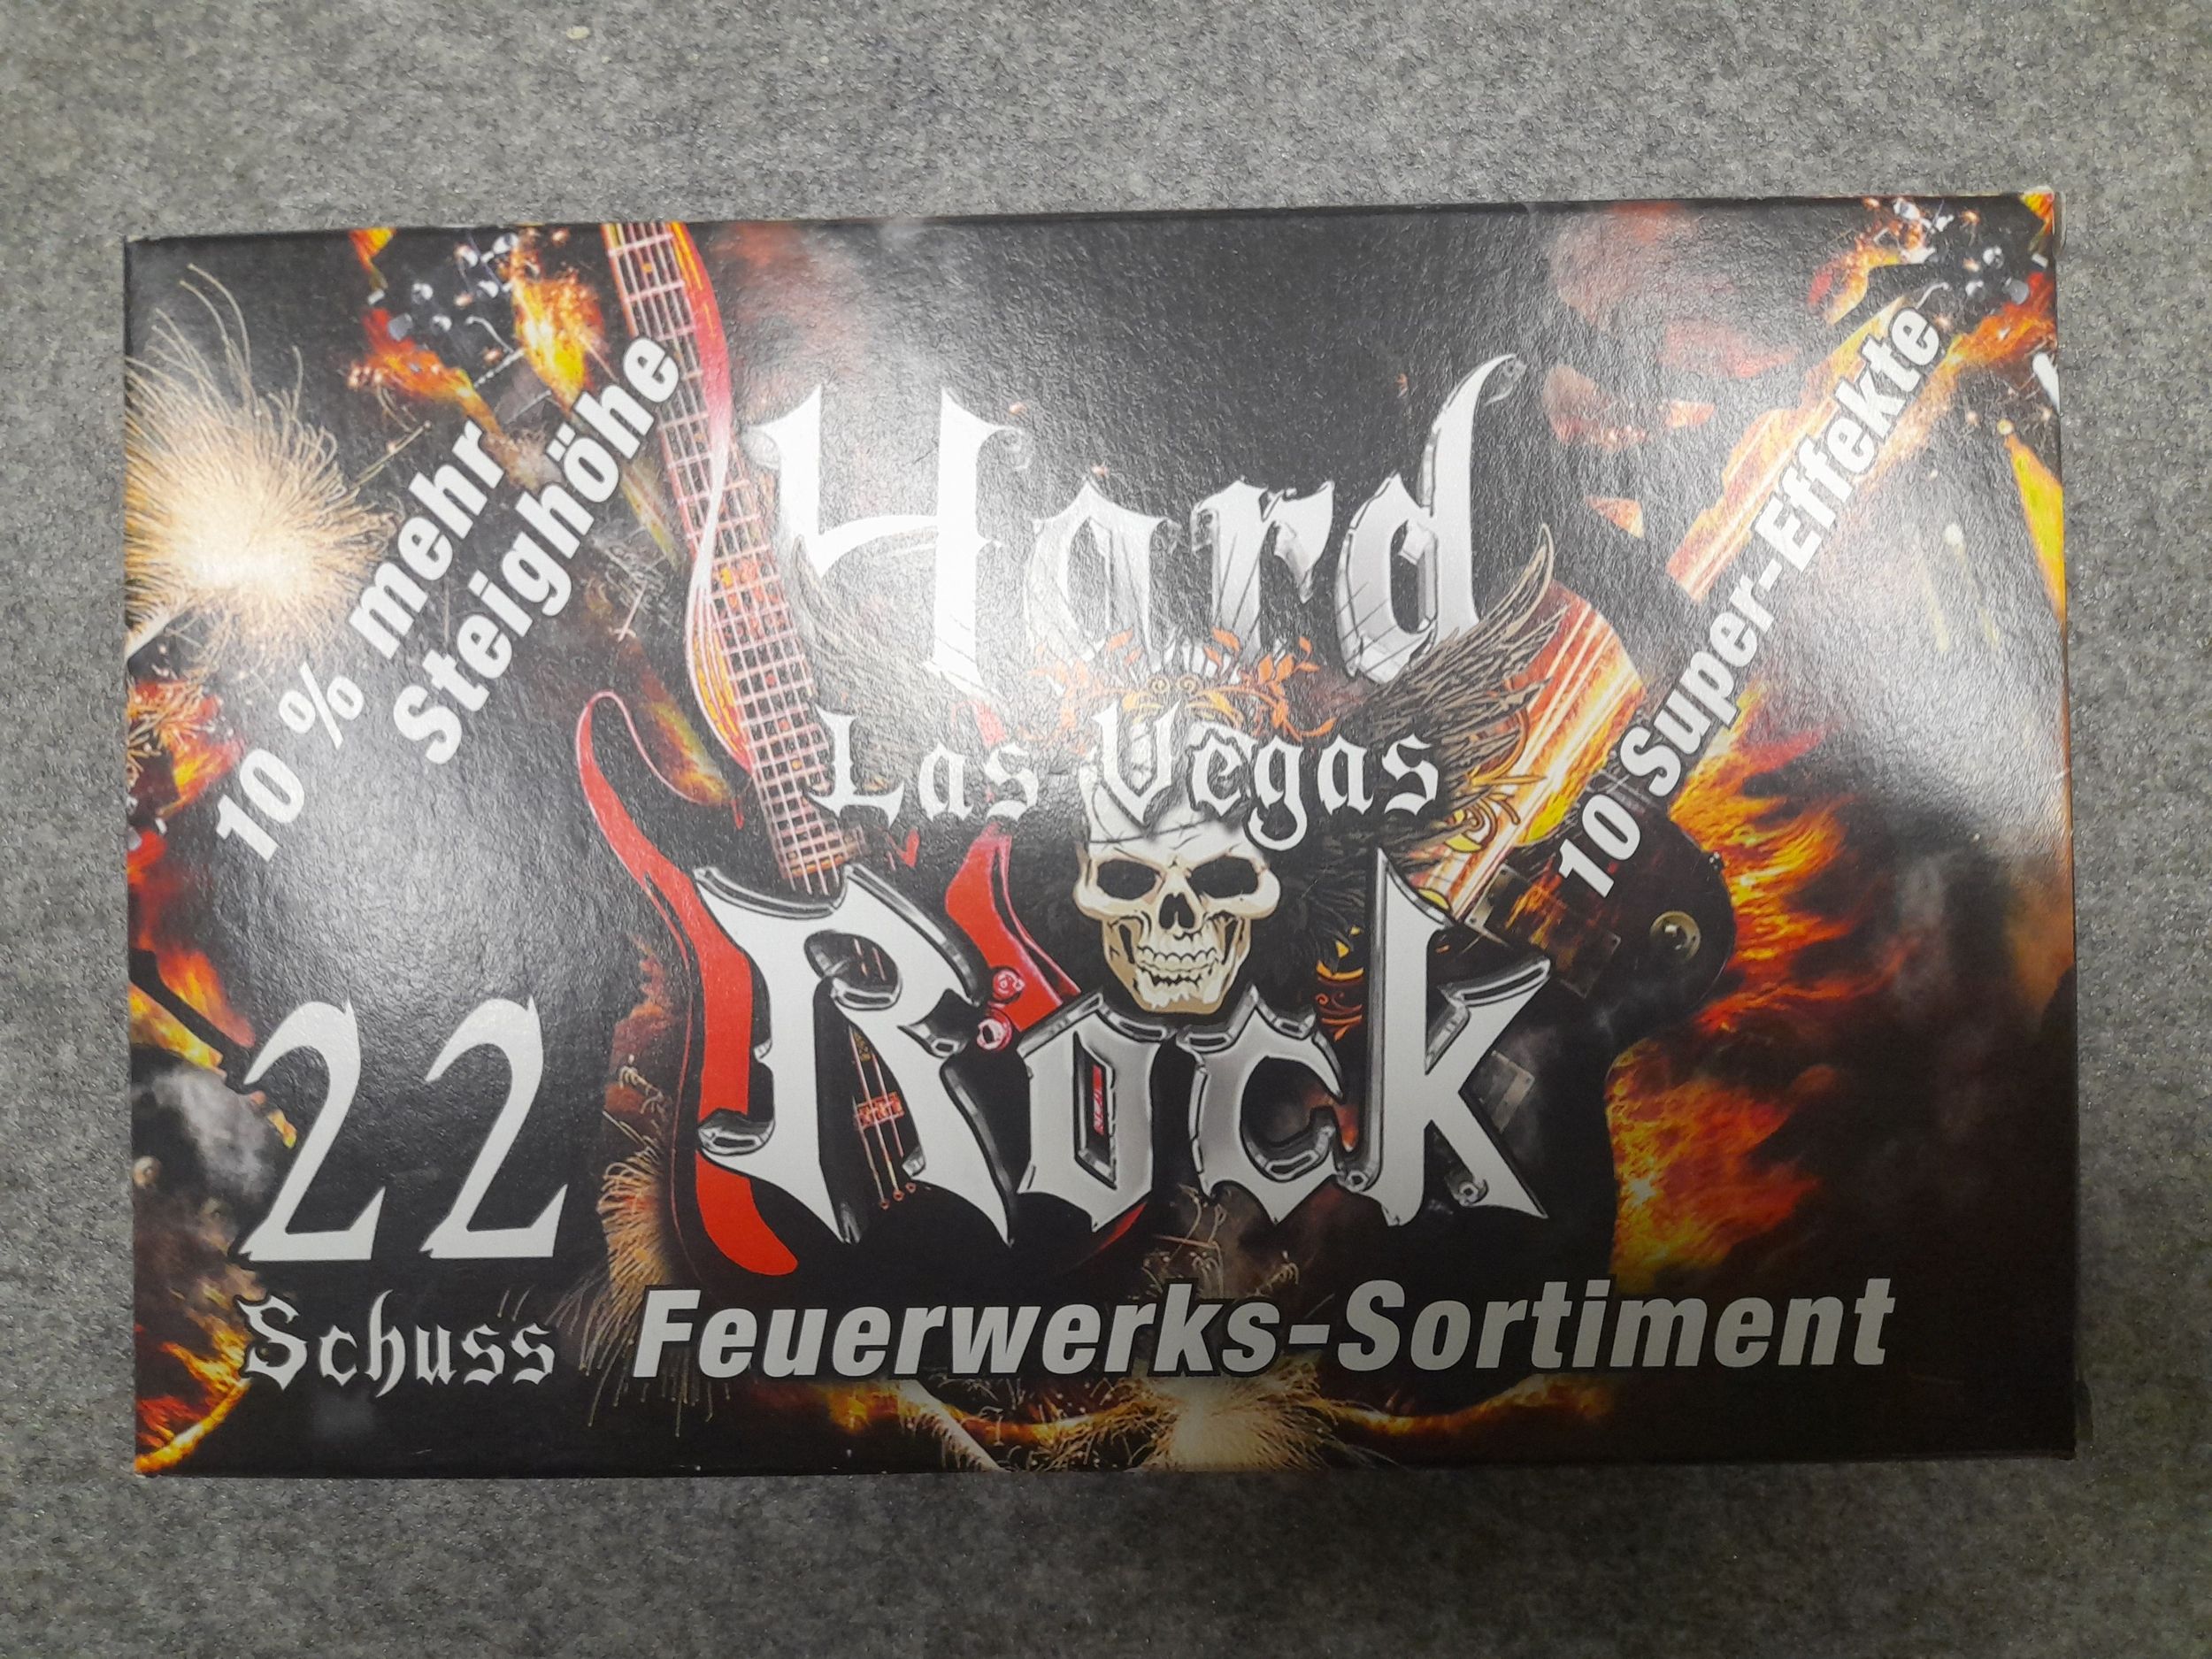 10 % mehr
Steighöhe
Hard
Las Vegas
Rock
10 Super-Effekte
22
Schuss
Feuerwerks-Sortiment